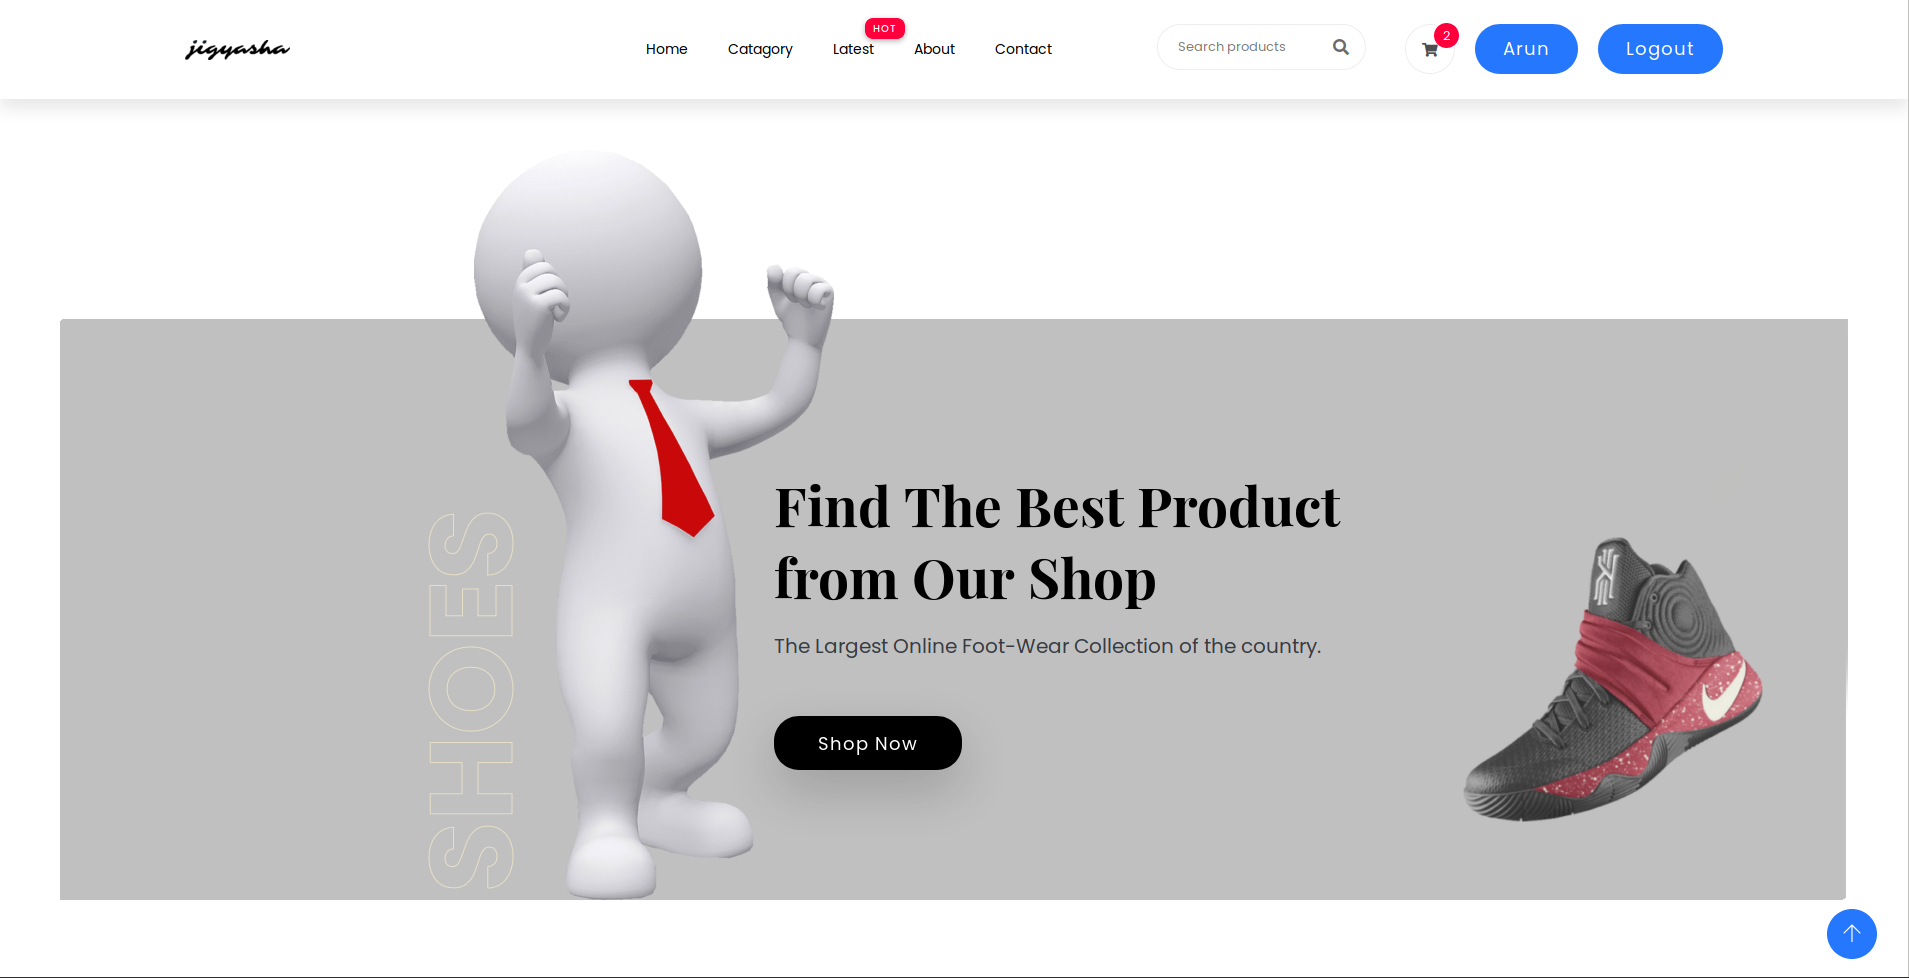 jigyasha
Home
Catagory
Latest
HOT
About
Contact
Search products
2
Arun
Logout
SHOES
Find The Best Product
from Our Shop
The Largest Online Foot-Wear Collection of the country.
Shop Now